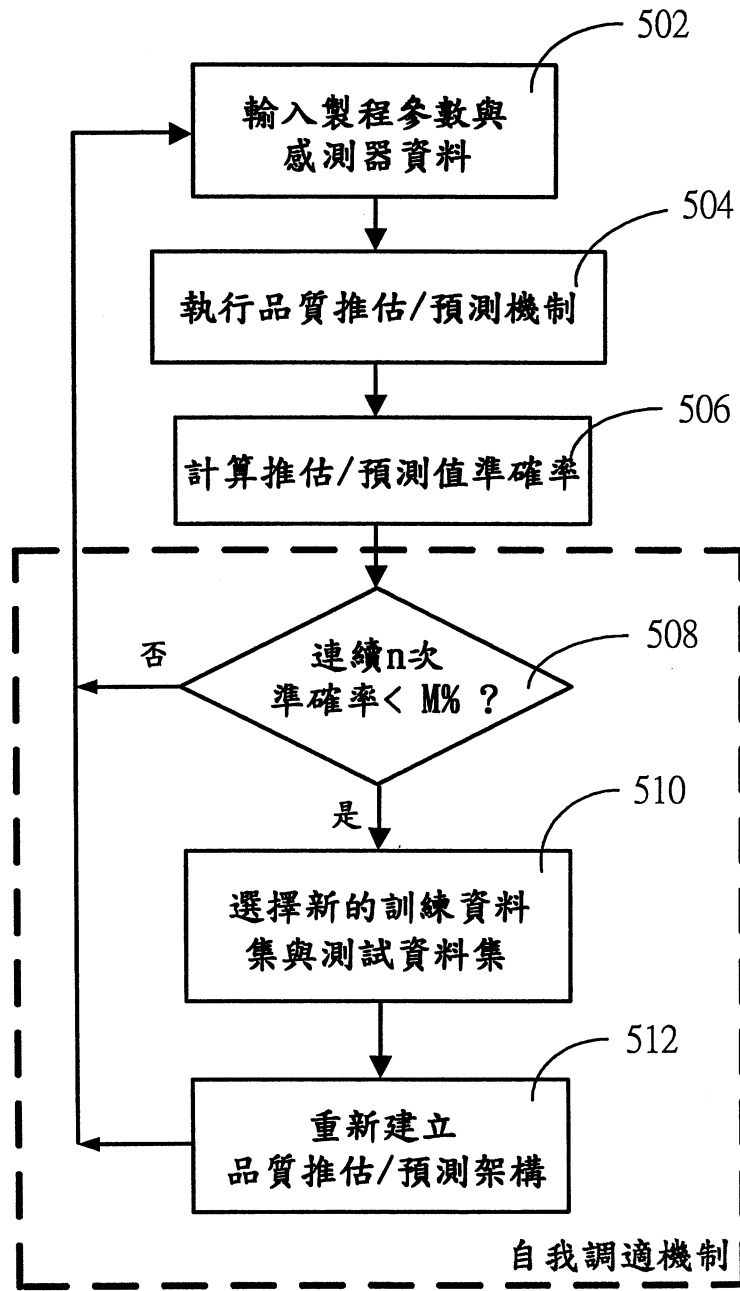 502
輸入製程參數與
感測器資料
504
執行品質推估/預測機制
506
計算推估/預測值準確率
508
連續n次
準確率< M% ?
否
是
510
選擇新的訓練資料
集與測試資料集
512
重新建立
品質推估/預測架構
自我調適機制